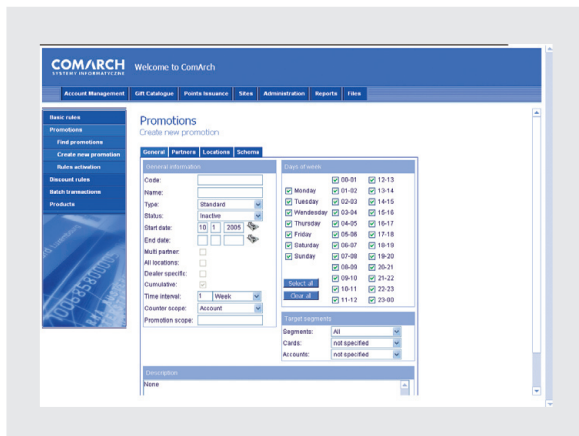 COMARCH
SYSTEMY INFORMATYCZNE
Welcome to ComArch
Account Management Gift Catalogue Points Issuance Sites Administration Reports Files
Basic rules
Promotions
Find promotions
Create new promotion
Rules activation
Discount rules
Batch transactions
Products
Promotions
Create new promotion
General Partners Locations Schema
General information
Code:
Name:
Type: Standard
Status: Inactive
Start date: 10 1 2005
End date:
Multi partner:
All locations:
Dealer specific:
Cumulative:
Time interval: 1 Week
Counter scope: Account
Promotion scope:
Days of week
00-01 12-13
Monday 01-02 13-14
Tuesday 02-03 14-15
Wendesday 03-04 15-16
Thursday 04-05 16-17
Friday 05-06 17-18
Saturday 06-07 18-19
Sunday 07-08 19-20
08-09 20-21
Select all 09-10 21-22
Clear all 10-11 22-23
11-12 23-00
Target segments
Segments: All
Cards: not specified
Accounts: not specified
Description
None